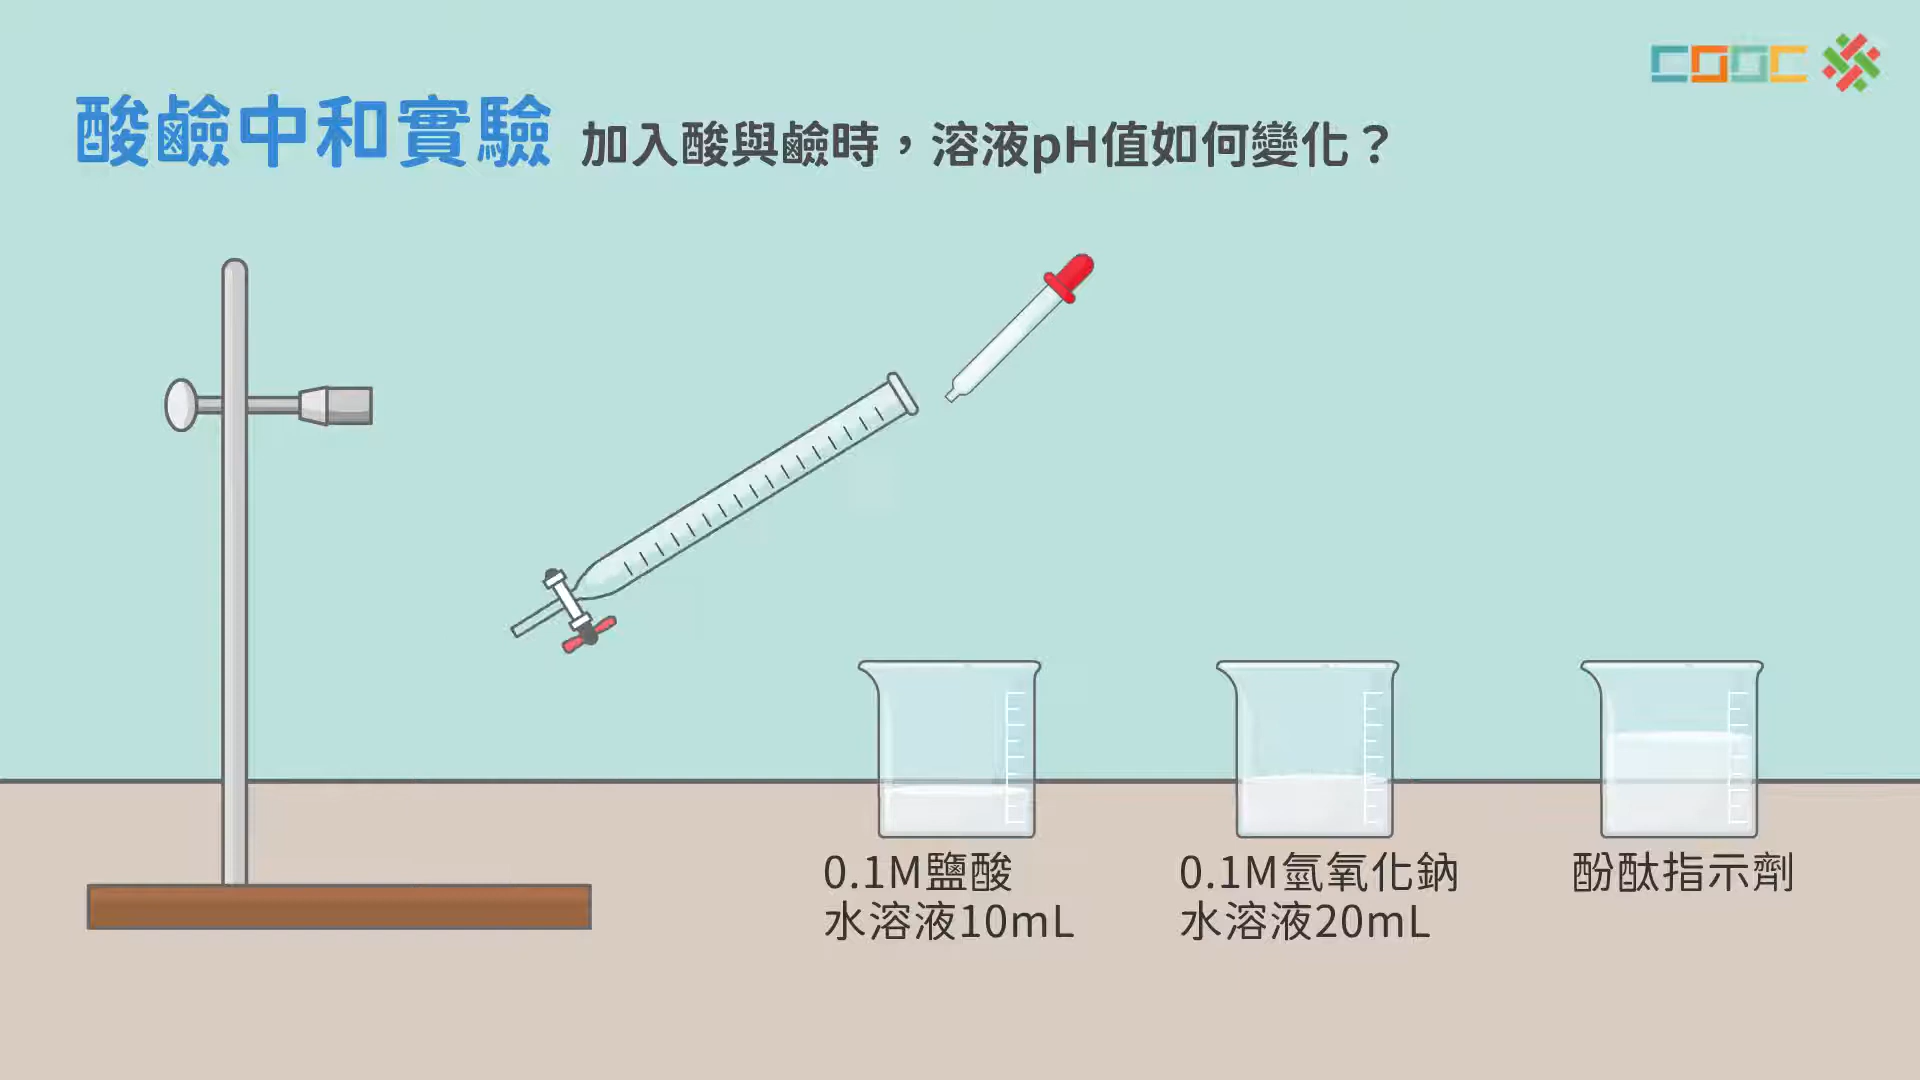 COOC
酸鹼中和實驗 加入酸與鹼時，溶液pH值如何變化？
0.1M鹽酸
水溶液10mL
0.1M氫氧化鈉
水溶液20mL
酚酞指示劑